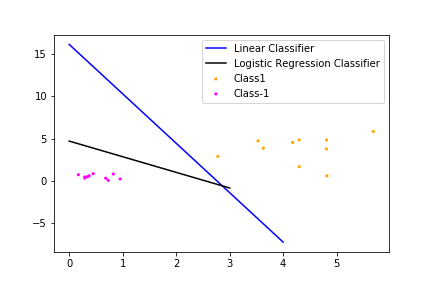 Linear Classifier
Logistic Regression Classifier
Class1
Class-1
15
10
5
0
−5
0 1 2 3 4 5